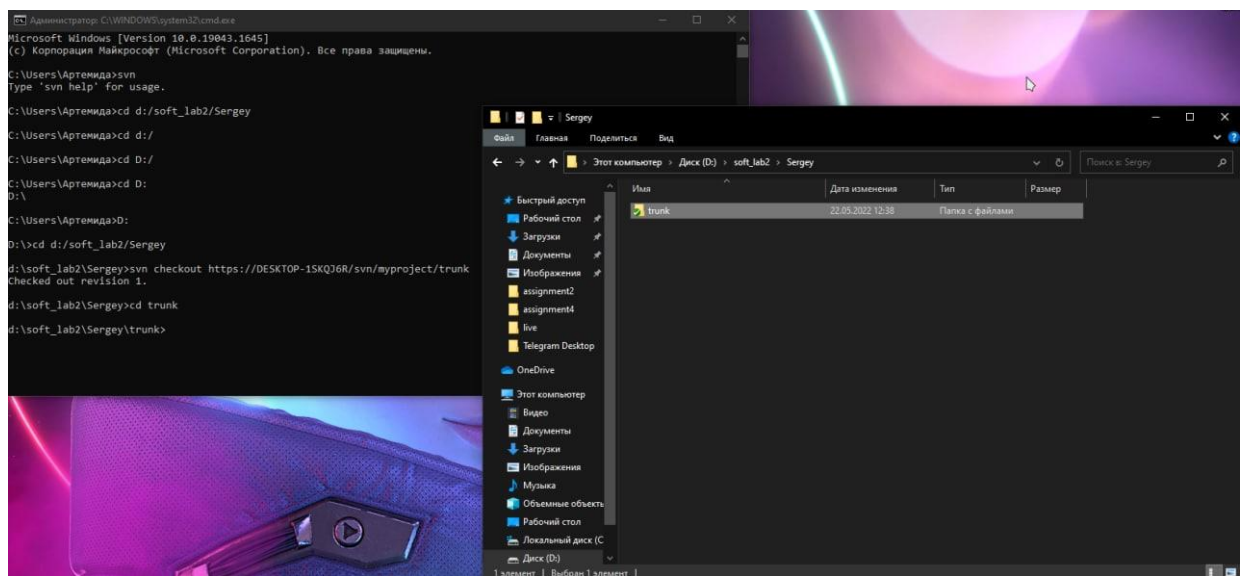 Администратор: C:\WINDOWS\system32\cmd.exe
Microsoft Windows [Version 10.0.19043.1645]
(c) Корпорация Майкрософт (Microsoft Corporation). Все права защищены.
C:\Users\Артемида>svn
Type 'svn help' for usage.
C:\Users\Артемида>cd d:/soft_lab2/Sergey
C:\Users\Артемида>cd d:/
C:\Users\Артемида>cd D:/
C:\Users\Артемида>cd D:
D:\
C:\Users\Артемида>D:
D:\>cd d:/soft_lab2/Sergey
d:\soft_lab2\Sergey>svn checkout https://DESKTOP-1SKQJ6R/svn/myproject/trunk
Checked out revision 1.
d:\soft_lab2\Sergey>cd trunk
d:\soft_lab2\Sergey\trunk>
Sergey
Файл Главная Поделиться Вид
Этот компьютер › Диск (D:) › soft_lab2 › Sergey
Поиск в: Sergey
Имя Дата изменения Тип Размер
trunk 22.05.2022 12:38 Папка с файлами
Быстрый доступ
Рабочий стол
Загрузки
Документы
Изображения
assignment2
assignment4
live
Telegram Desktop
OneDrive
Этот компьютер
Видео
Документы
Загрузки
Изображения
Музыка
Объемные объекть
Рабочий стол
Локальный диск (C
Диск (D:)
1 элемент | Выбран 1 элемент |